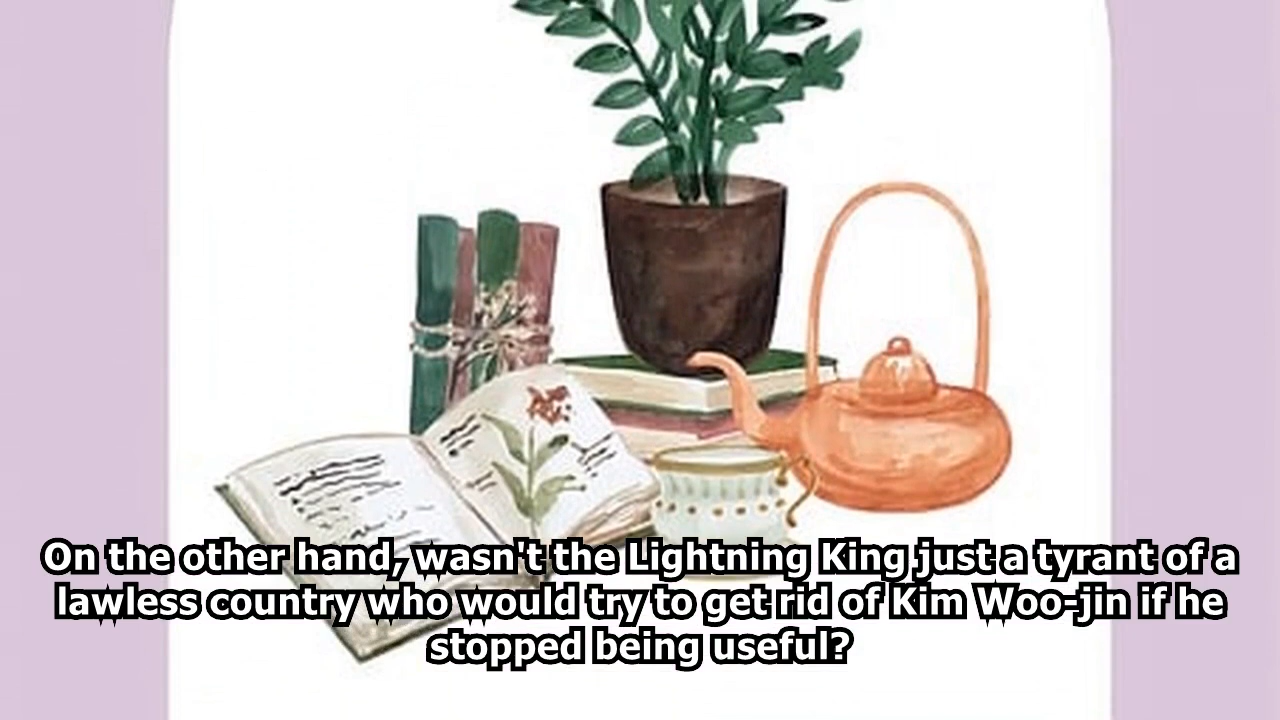 On the other hand, wasn't the Lightning King just a tyrant of a
lawless country who would try to get rid of Kim Woo-jin if he
stopped being useful?